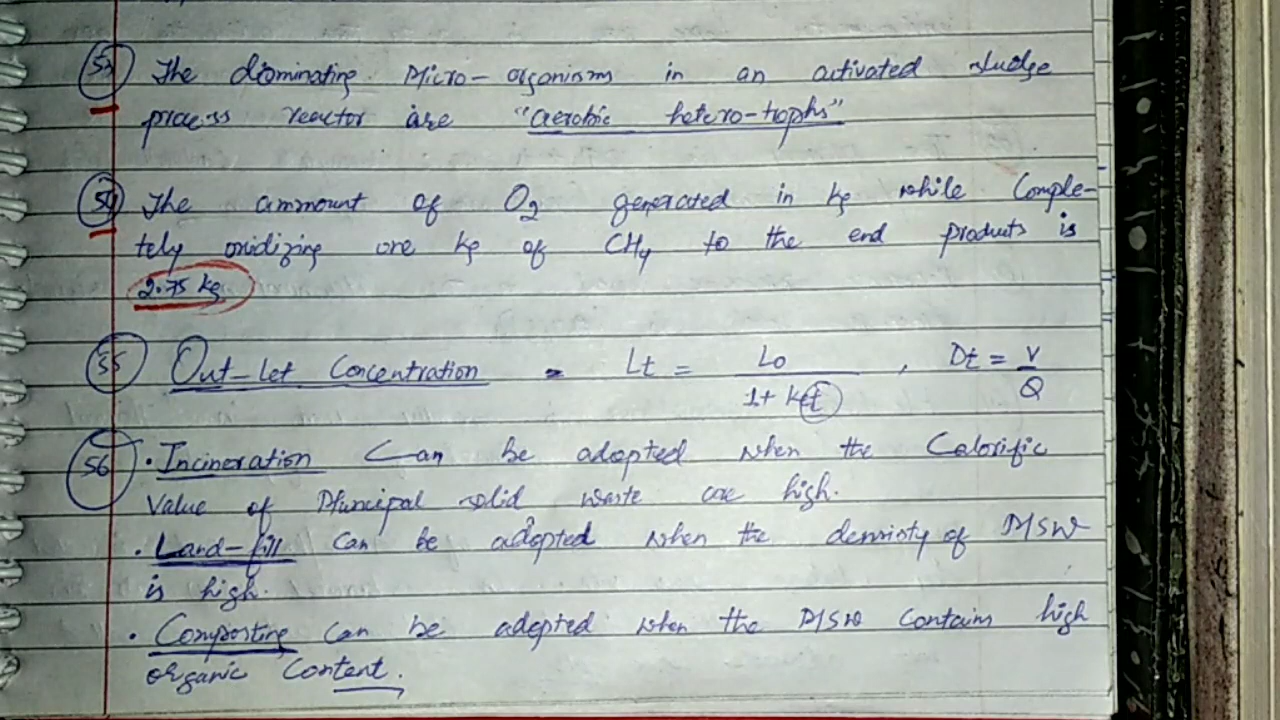 53 The dominating Micro-organism in an activated sludge
process reactor are "aerobic hetero-trophs"
54 The ammount of O2 generated in kg while Comple-
tely oxidizing one kg of CH4 to the end products is
2.75 kg
55 Out-Let Concentration = Lt = Lo / 1+ kt , Dt = V/Q
56 • Incineration Can be adopted when the Calorific
Value of Municipal solid waste are high.
• Land-fill Can be adopted when the density of MSW
is high.
• Composting Can be adopted when the MSW contains high
organic Content.